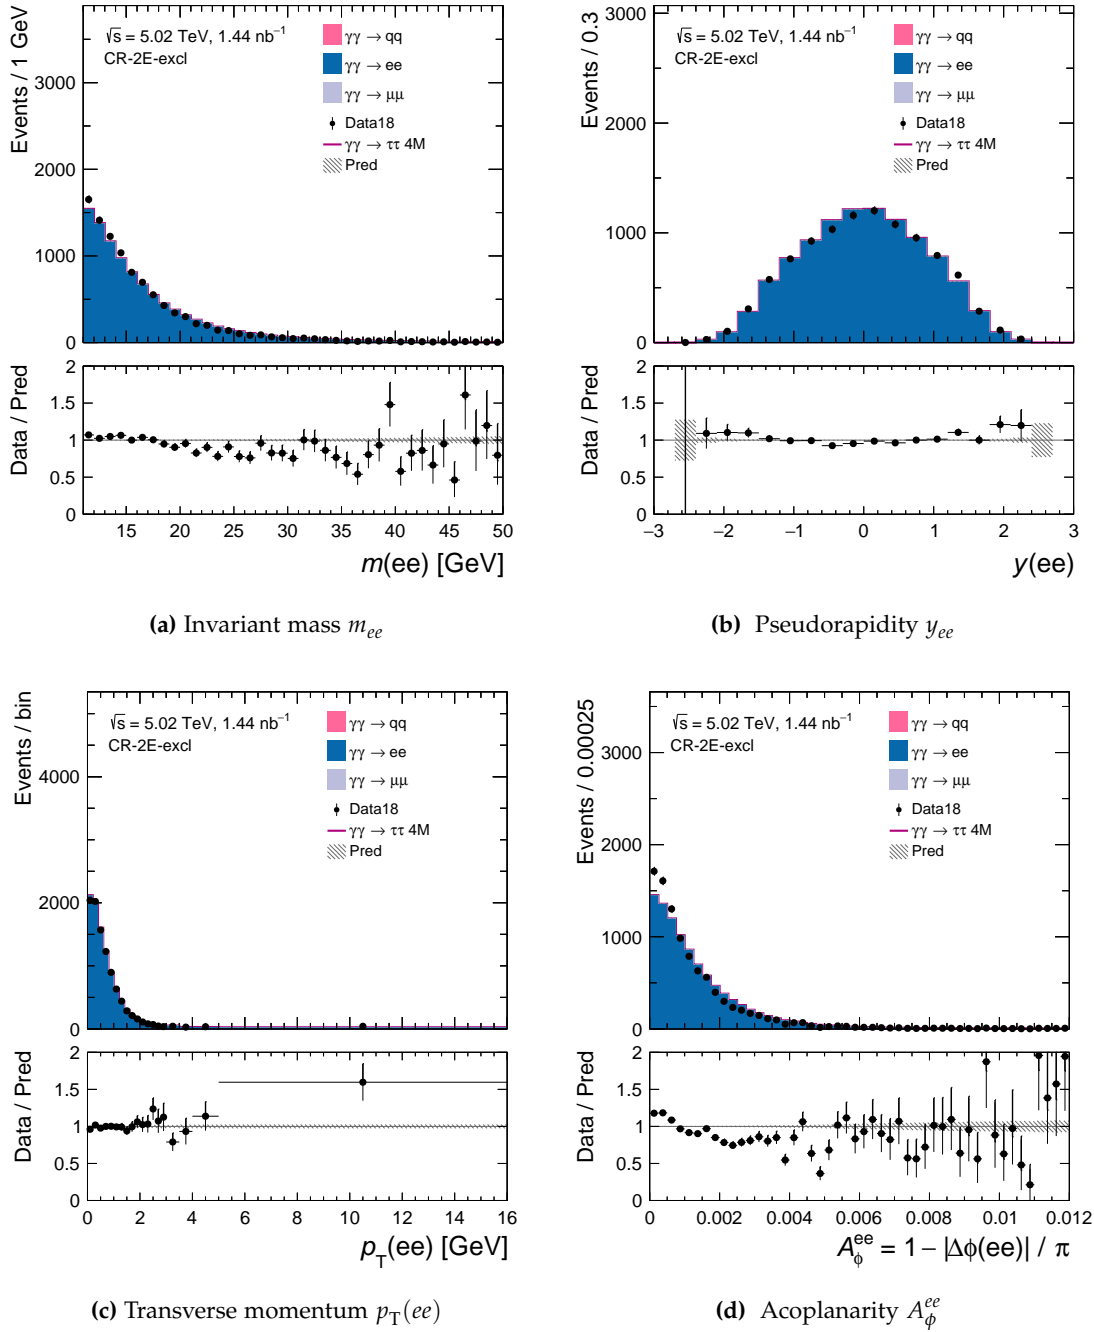 Events / 1 GeV
√s = 5.02 TeV, 1.44 nb⁻¹
CR-2E-excl
γγ → qq
γγ → ee
γγ → μμ
Data18
γγ → ττ 4M
Pred
3000
2000
1000
0
Data / Pred
2
1.5
1
0.5
0
15 20 25 30 35 40 45 50
m(ee) [GeV]
(a) Invariant mass m_ee
Events / 0.3
√s = 5.02 TeV, 1.44 nb⁻¹
CR-2E-excl
γγ → qq
γγ → ee
γγ → μμ
Data18
γγ → ττ 4M
Pred
3000
2000
1000
0
Data / Pred
2
1.5
1
0.5
0
−3 −2 −1 0 1 2 3
y(ee)
(b) Pseudorapidity y_ee
Events / bin
√s = 5.02 TeV, 1.44 nb⁻¹
CR-2E-excl
γγ → qq
γγ → ee
γγ → μμ
Data18
γγ → ττ 4M
Pred
4000
2000
0
Data / Pred
2
1.5
1
0.5
0
0 2 4 6 8 10 12 14 16
p_T(ee) [GeV]
(c) Transverse momentum p_T(ee)
Events / 0.00025
√s = 5.02 TeV, 1.44 nb⁻¹
CR-2E-excl
γγ → qq
γγ → ee
γγ → μμ
Data18
γγ → ττ 4M
Pred
3000
2000
1000
0
Data / Pred
2
1.5
1
0.5
0
0 0.002 0.004 0.006 0.008 0.01 0.012
A_ϕ^ee = 1 − |Δϕ(ee)| / π
(d) Acoplanarity A_ϕ^ee